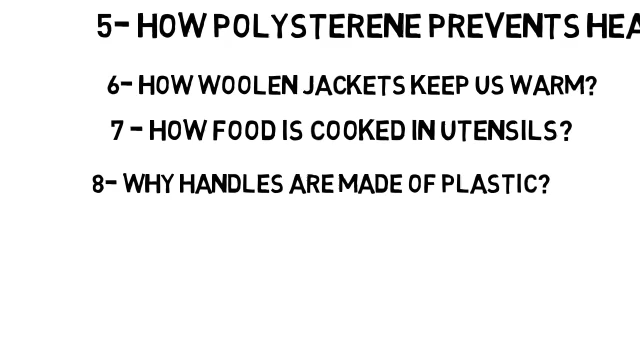 5- HOW POLYSTERENE PREVENTS HEA
6- HOW WOOLEN JACKETS KEEP US WARM?
7 - HOW FOOD IS COOKED IN UTENSILS?
8- WHY HANDLES ARE MADE OF PLASTIC?